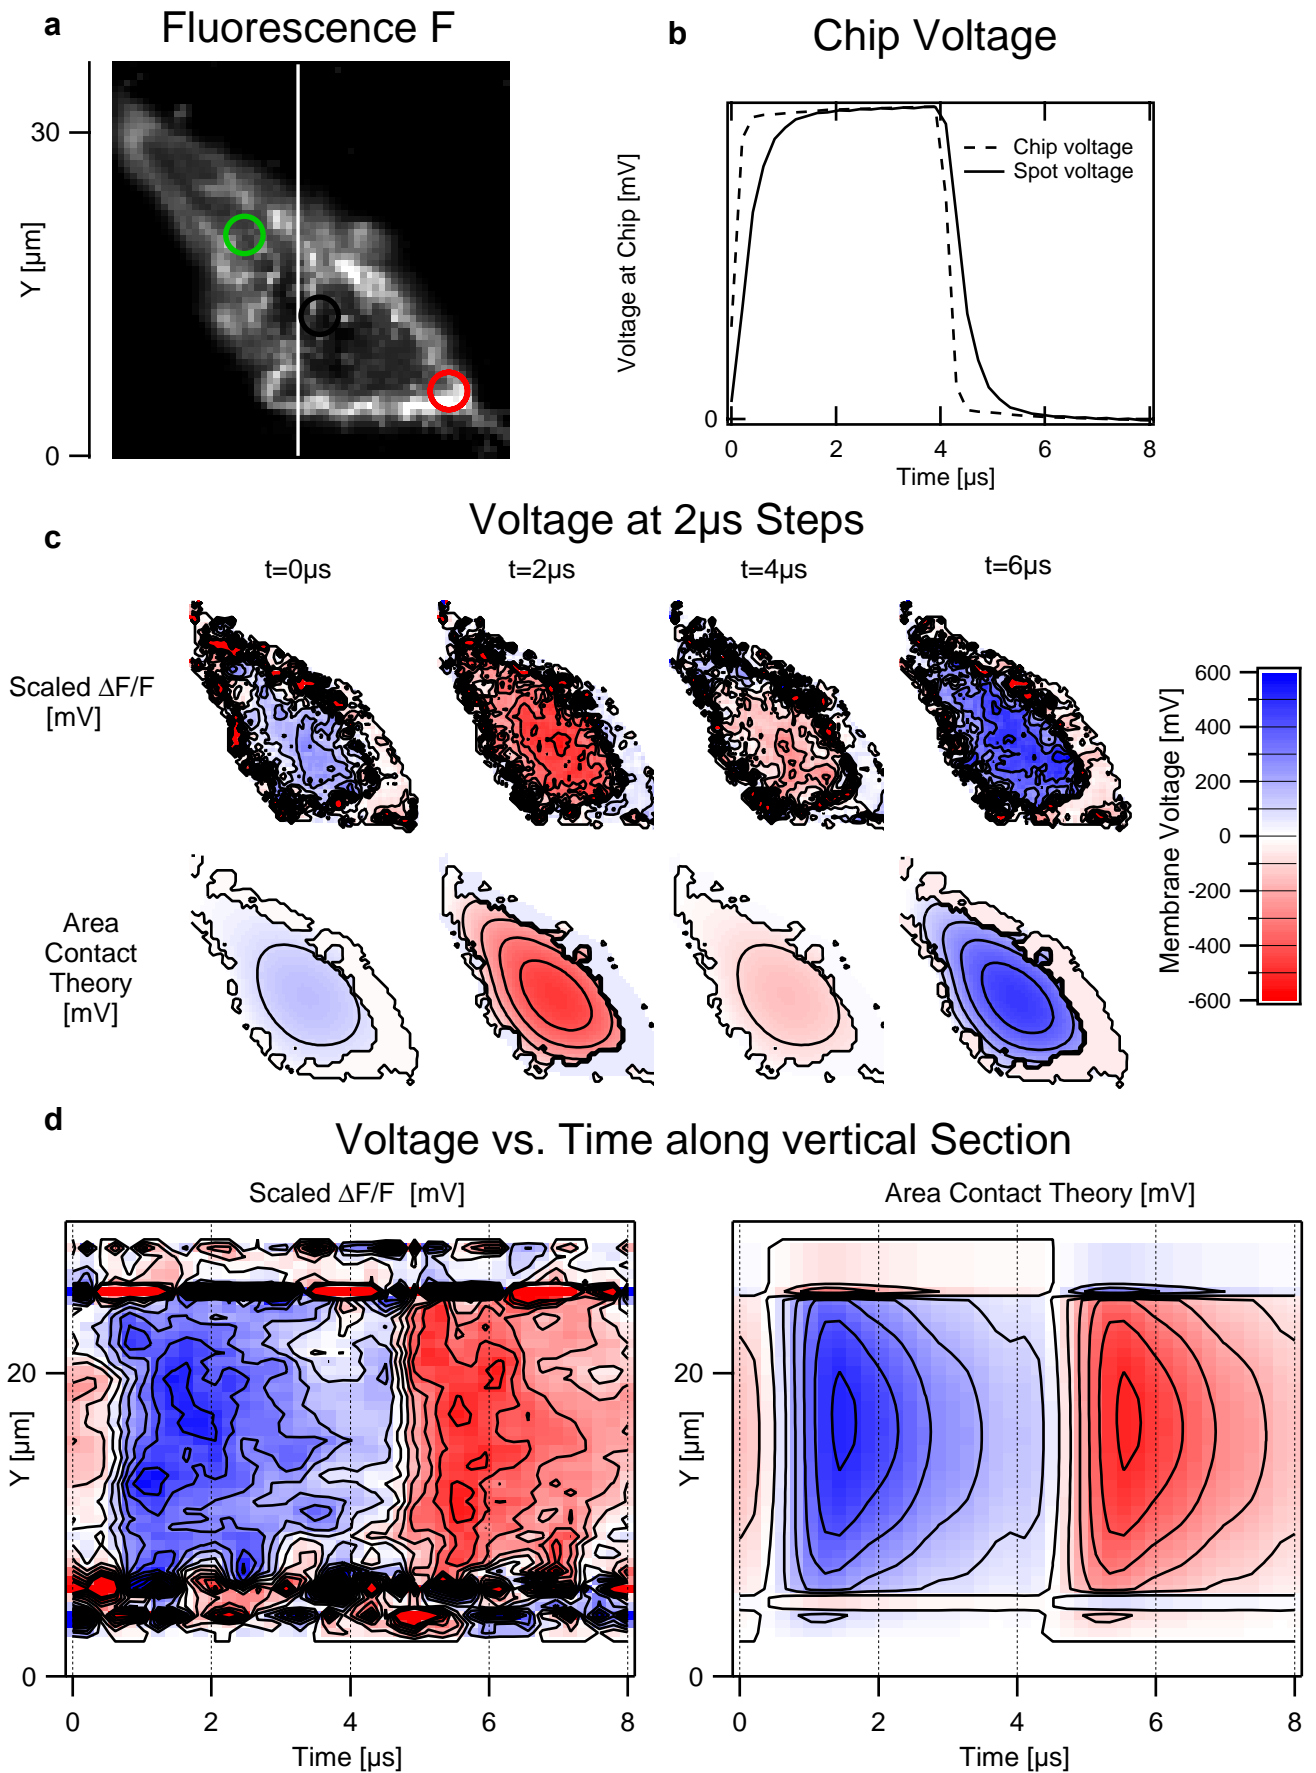 a
Fluorescence F
30
Y [µm]
0
b
Chip Voltage
Voltage at Chip [mV]
Chip voltage
Spot voltage
0
0 2 4 6 8
Time [µs]
c
Voltage at 2µs Steps
t=0µs t=2µs t=4µs t=6µs
Scaled ΔF/F
[mV]
Area
Contact
Theory
[mV]
Membrane Voltage [mV]
600
400
200
0
-200
-400
-600
d
Voltage vs. Time along vertical Section
Scaled ΔF/F [mV]
Y [µm]
20
0
0 2 4 6 8
Time [µs]
Area Contact Theory [mV]
Y [µm]
20
0
0 2 4 6 8
Time [µs]